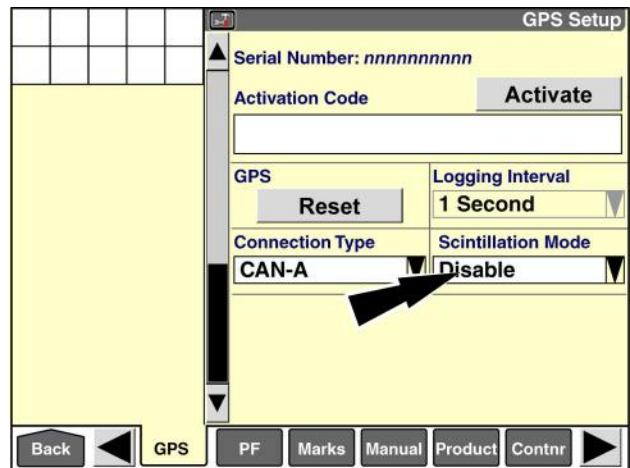 GPS Setup
Serial Number: nnnnnnnnnn
Activation Code
Activate
GPS
Reset
Logging Interval
1 Second
Connection Type
CAN-A
Scintillation Mode
Disable
Back
GPS
PF
Marks
Manual
Product
Contnr